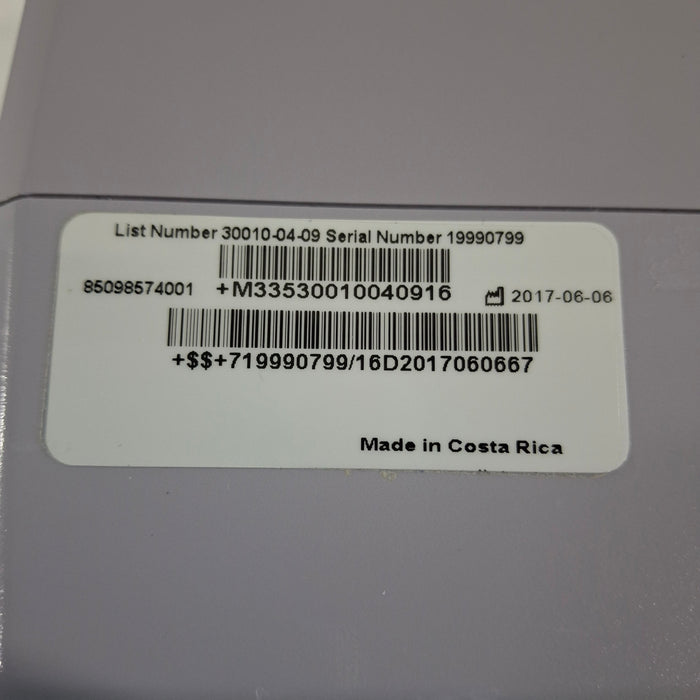 List Number 30010-04-09 Serial Number 19990799
85098574001 +M33530010040916 2017-06-06
+$$+719990799/16D2017060667
Made in Costa Rica